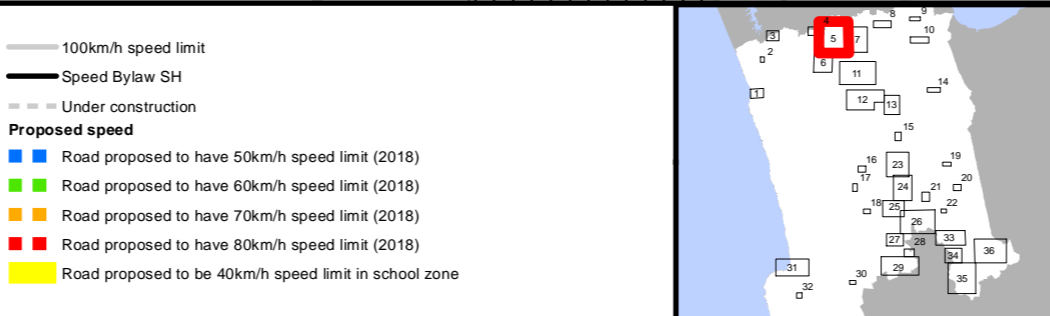 100km/h speed limit
Speed Bylaw SH
Under construction
Proposed speed
Road proposed to have 50km/h speed limit (2018)
Road proposed to have 60km/h speed limit (2018)
Road proposed to have 70km/h speed limit (2018)
Road proposed to have 80km/h speed limit (2018)
Road proposed to be 40km/h speed limit in school zone
8 9
4
3 5 7 10
2 6
11
14
1 12 13
15
16 23 19
17 24 20
21
18 25 22
26
27 28 33
34 36
31 29
30 35
32